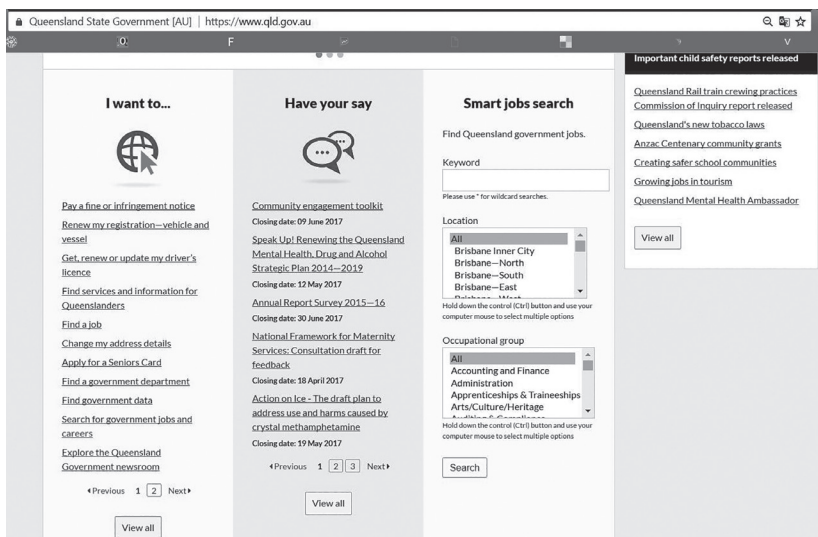 Queensland State Government [AU] | https://www.qld.gov.au
F
V
I want to...
Pay a fine or infringement notice
Renew my registration—vehicle and
vessel
Get, renew or update my driver's
licence
Find services and information for
Queenslanders
Find a job
Change my address details
Apply for a Seniors Card
Find a government department
Find government data
Search for government jobs and
careers
Explore the Queensland
Government newsroom
Previous 1 2 Next
View all
Have your say
Community engagement toolkit
Closing date: 09 June 2017
Speak Up! Renewing the Queensland
Mental Health, Drug and Alcohol
Strategic Plan 2014—2019
Closing date: 12 May 2017
Annual Report Survey 2015—16
Closing date: 30 June 2017
National Framework for Maternity
Services: Consultation draft for
feedback
Closing date: 18 April 2017
Action on Ice - The draft plan to
address use and harms caused by
crystal methamphetamine
Closing date: 19 May 2017
Previous 1 2 3 Next
View all
Smart jobs search
Find Queensland government jobs.
Keyword
Please use * for wildcard searches.
Location
All
Brisbane Inner City
Brisbane—North
Brisbane—South
Brisbane—East
Brisbane—West
Hold down the control (Ctrl) button and use your
computer mouse to select multiple options
Occupational group
All
Accounting and Finance
Administration
Apprenticeships & Traineeships
Arts/Culture/Heritage
Auditing & Compliance
Hold down the control (Ctrl) button and use your
computer mouse to select multiple options
Search
Important child safety reports released
Queensland Rail train crewing practices
Commission of Inquiry report released
Queensland's new tobacco laws
Anzac Centenary community grants
Creating safer school communities
Growing jobs in tourism
Queensland Mental Health Ambassador
View all